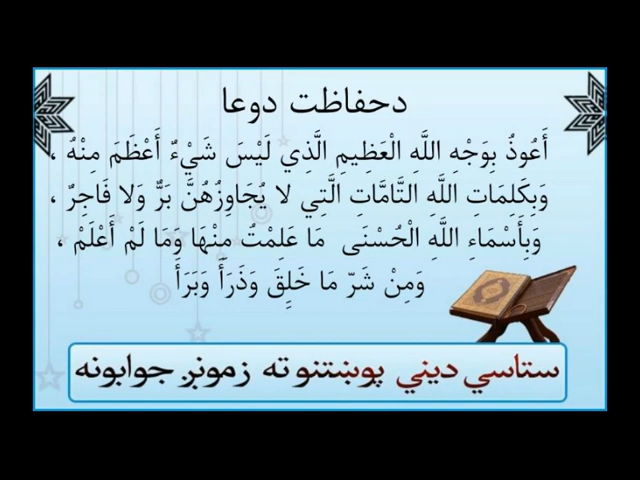 دحفاظت دوعا
أَعُوذُ بِوَجْهِ اللَّهِ الْعَظِيمِ الَّذِي لَيْسَ شَيْءٌ أَعْظَمَ مِنْهُ ،
وَبِكَلِمَاتِ اللَّهِ التَّامَّاتِ الَّتِي لا يُجَاوِزُهُنَّ بَرٌّ وَلا فَاجِرٌ ،
وَبِأَسْمَاءِ اللَّهِ الْحُسْنَى مَا عَلِمْتُ مِنْهَا وَمَا لَمْ أَعْلَمْ ،
وَمِنْ شَرّ مَا خَلِقَ وَذَرَأَ وَبَرَأَ
ستاسي ديني پوښتنو ته زمونږ جوابونه